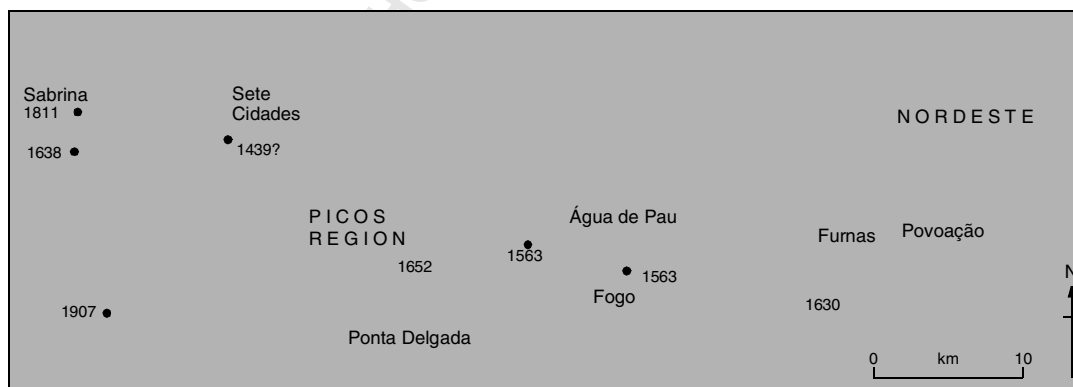 Sabrina
1811
Sete
Cidades
1439?
1638
NORDESTE
PICOS
REGION
1652
1563
Água de Pau
1563
Fogo
Furnas
Povoação
1630
1907
Ponta Delgada
N
0 km 10